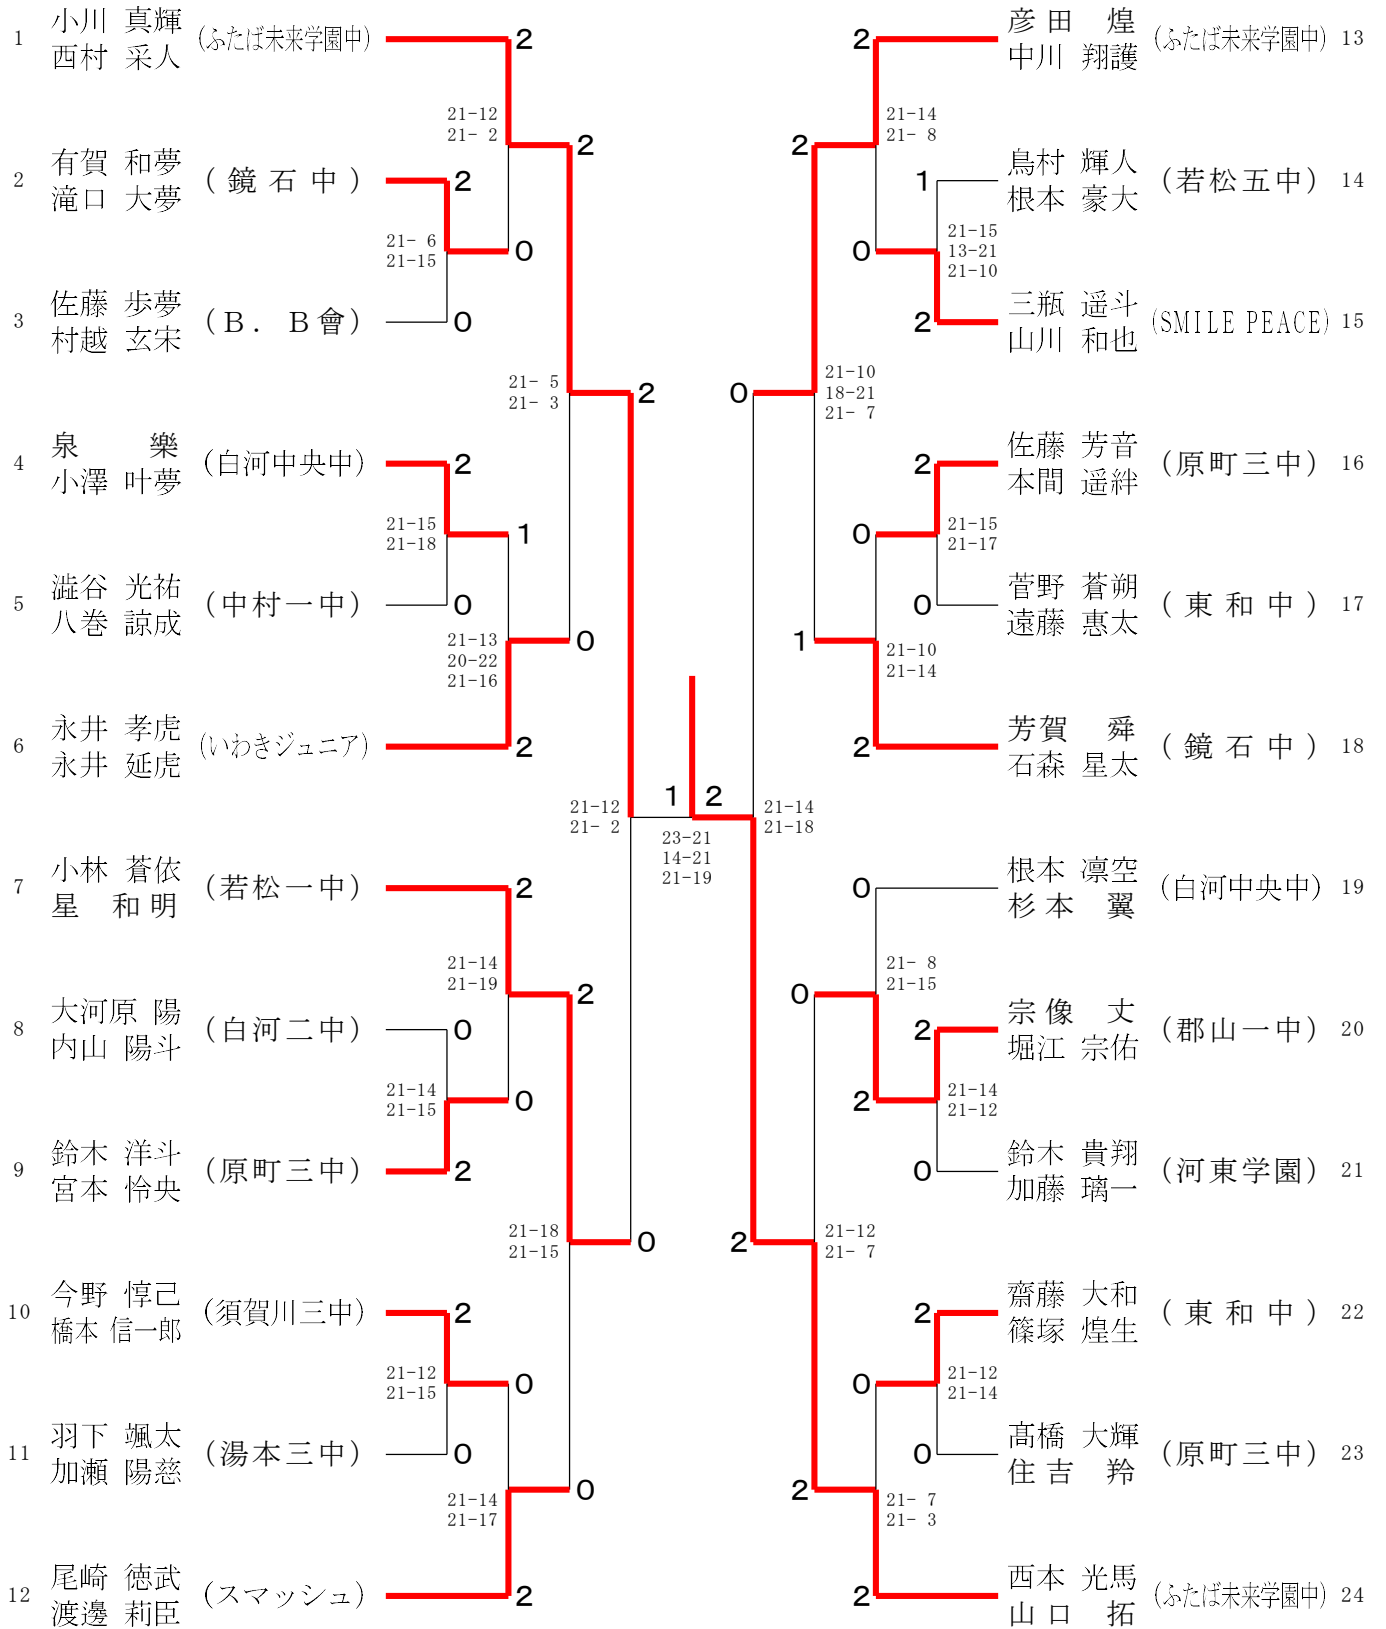 1 小川 真輝 (ふたば未来学園中) 2
西村 采人
21-12
21- 2
2
2 有賀 和夢 (鏡石中) 2
滝口 大夢
21- 6
21-15
0
3 佐藤 歩夢 (B. B會) 0
村越 玄宋
21- 5
21- 3
2
4 泉 樂 (白河中央中) 2
小澤 叶夢
21-15
21-18
1
5 澁谷 光祐 (中村一中) 0
八巻 諒成
21-13
20-22
21-16
0
6 永井 孝虎 (いわきジュニア) 2
永井 延虎
21-12
21- 2
1 2
23-21
14-21
21-19
7 小林 蒼依 (若松一中) 2
星 和明
21-14
21-19
2
8 大河原 陽 (白河二中) 0
内山 陽斗
21-14
21-15
0
9 鈴木 洋斗 (原町三中) 2
宮本 怜央
21-18
21-15
0
10 今野 惇己 (須賀川三中) 2
橋本 信一郎
21-12
21-15
0
11 羽下 颯太 (湯本三中) 0
加瀬 陽慈
21-14
21-17
0
12 尾崎 徳武 (スマッシュ) 2
渡邊 莉臣
2 彦田 煌 (ふたば未来学園中) 13
中川 翔護
21-14
21- 8
2
1 鳥村 輝人 (若松五中) 14
根本 豪大
21-15
13-21
21-10
0
2 三瓶 遥斗 (SMILE PEACE) 15
山川 和也
21-10
18-21
21- 7
0
2 佐藤 芳音 (原町三中) 16
本間 遥絆
21-15
21-17
0
0 菅野 蒼朔 (東和中) 17
遠藤 惠太
21-10
21-14
1
2 芳賀 舜 (鏡石中) 18
石森 星太
21-14
21-18
0 根本 凛空 (白河中央中) 19
杉本 翼
21- 8
21-15
0
2 宗像 丈 (郡山一中) 20
堀江 宗佑
21-14
21-12
2
0 鈴木 貴翔 (河東学園) 21
加藤 璃一
21-12
21- 7
2
2 齋藤 大和 (東和中) 22
篠塚 煌生
21-12
21-14
0
0 髙橋 大輝 (原町三中) 23
住吉 羚
21- 7
21- 3
2
2 西本 光馬 (ふたば未来学園中) 24
山口 拓